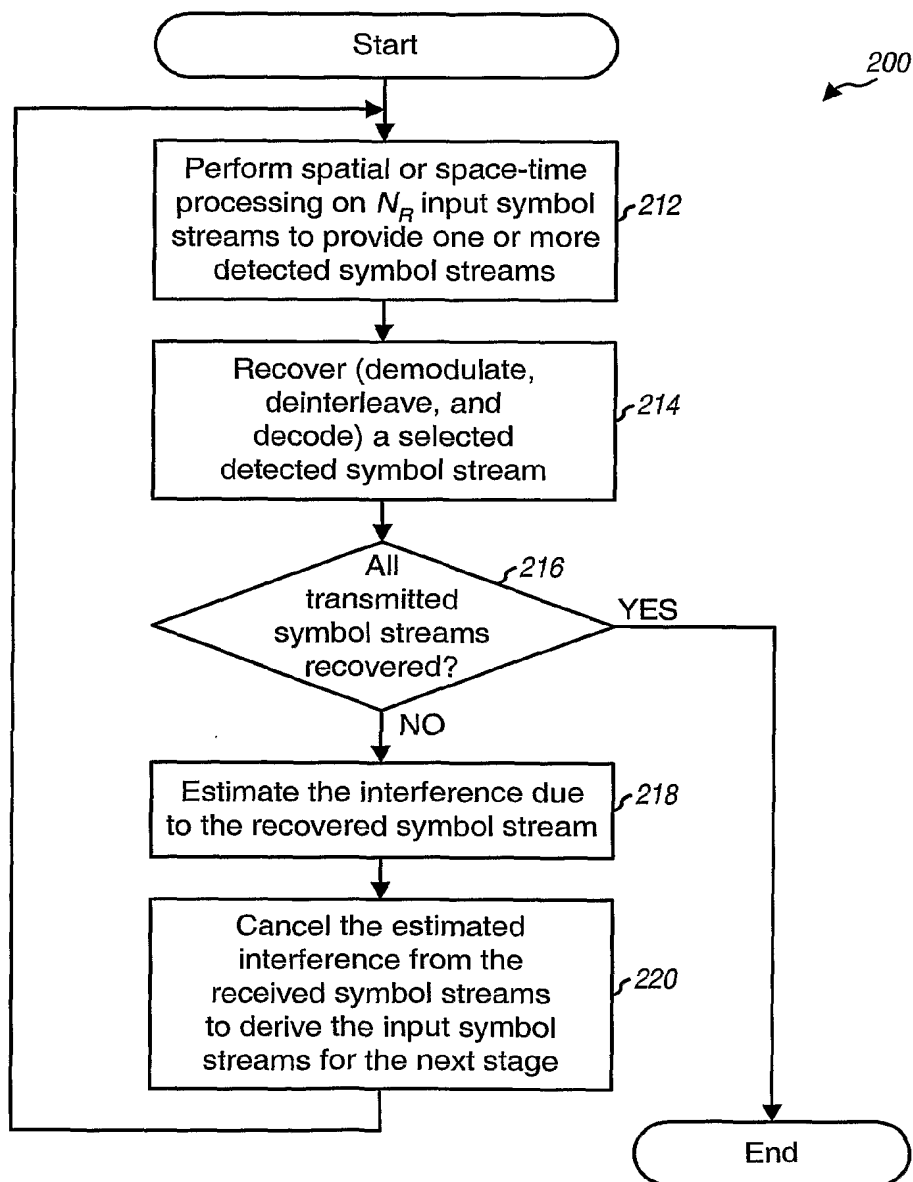 Start
200
Perform spatial or space-time
processing on N_R input symbol
streams to provide one or more
detected symbol streams
212
Recover (demodulate,
deinterleave, and
decode) a selected
detected symbol stream
214
All
transmitted
symbol streams
recovered?
216
YES
NO
Estimate the interference due
to the recovered symbol stream
218
Cancel the estimated
interference from the
received symbol streams
to derive the input symbol
streams for the next stage
220
End